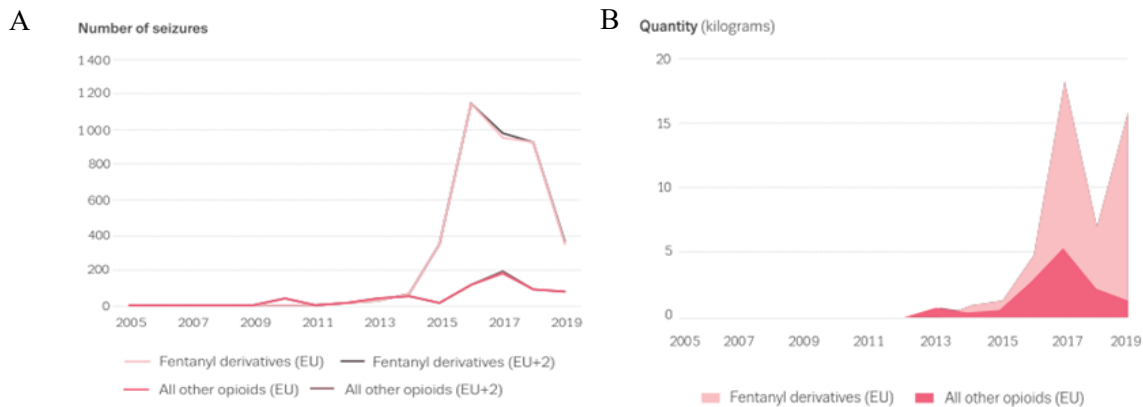 A
Number of seizures
1 400
1 200
1 000
800
600
400
200
0
2005 2007 2009 2011 2013 2015 2017 2019
Fentanyl derivatives (EU) Fentanyl derivatives (EU+2)
All other opioids (EU) All other opioids (EU+2)
B
Quantity (kilograms)
20
15
10
5
0
2005 2007 2009 2013 2015 2017 2019
Fentanyl derivatives (EU) All other opioids (EU)